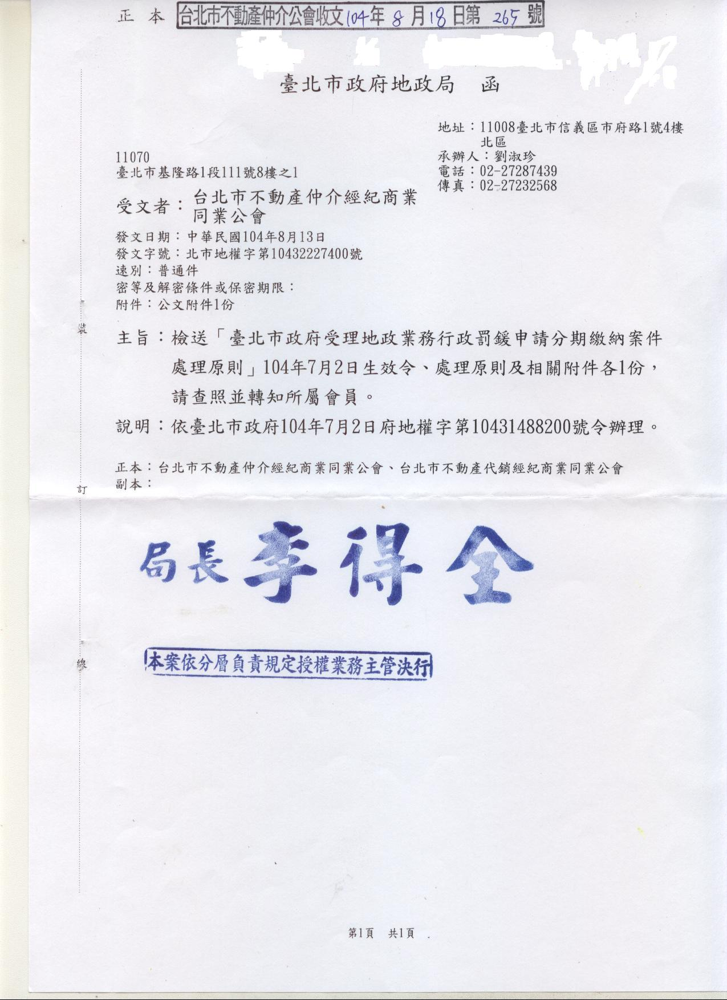 正 本
台北市不動產仲介公會收文104年8月18日第265號
臺北市政府地政局 函
地址：11008臺北市信義區市府路1號4樓
北區
承辦人：劉淑珍
電話：02-27287439
傳真：02-27232568
11070
臺北市基隆路1段111號8樓之1
受文者：台北市不動產仲介經紀商業
同業公會
發文日期：中華民國104年8月13日
發文字號：北市地權字第10432227400號
速別：普通件
密等及解密條件或保密期限：
附件：公文附件1份
主旨：檢送「臺北市政府受理地政業務行政罰鍰申請分期繳納案件
處理原則」104年7月2日生效令、處理原則及相關附件各1份，
請查照並轉知所屬會員。
說明：依臺北市政府104年7月2日府地權字第10431488200號令辦理。
正本：台北市不動產仲介經紀商業同業公會、台北市不動產代銷經紀商業同業公會
副本：
裝
訂
線
局長 李得全
本案依分層負責規定授權業務主管決行
第1頁 共1頁